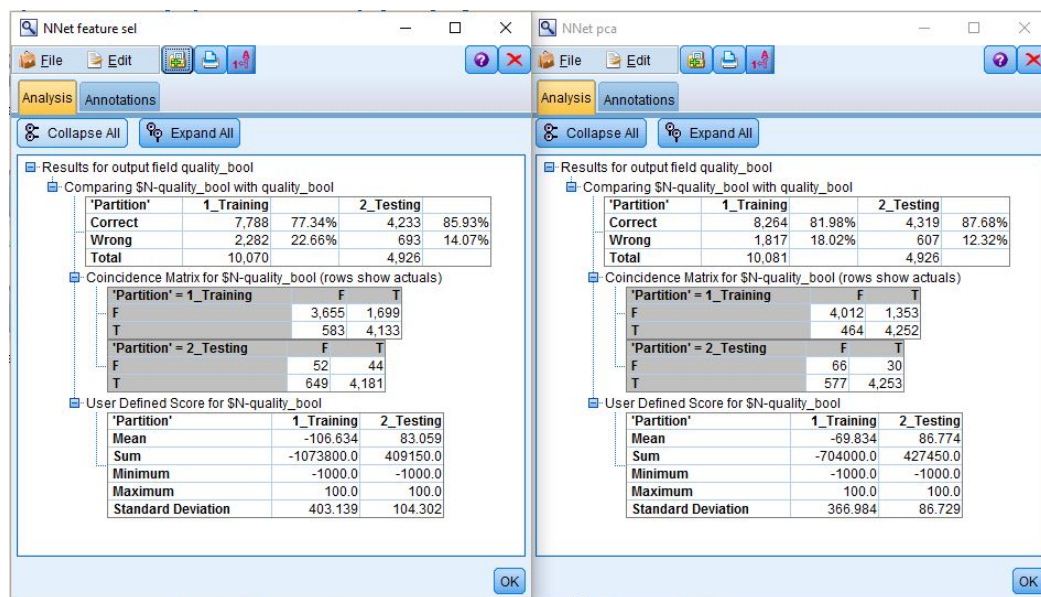 NNet feature sel
File Edit
Analysis Annotations
Collapse All Expand All
Results for output field quality_bool
Comparing $N-quality_bool with quality_bool
'Partition' 1_Training 2_Testing
Correct 7,788 77.34% 4,233 85.93%
Wrong 2,282 22.66% 693 14.07%
Total 10,070 4,926
Coincidence Matrix for $N-quality_bool (rows show actuals)
'Partition' = 1_Training F T
F 3,655 1,699
T 583 4,133
'Partition' = 2_Testing F T
F 52 44
T 649 4,181
User Defined Score for $N-quality_bool
'Partition' 1_Training 2_Testing
Mean -106.634 83.059
Sum -1073800.0 409150.0
Minimum -1000.0 -1000.0
Maximum 100.0 100.0
Standard Deviation 403.139 104.302
OK
NNet pca
File Edit
Analysis Annotations
Collapse All Expand All
Results for output field quality_bool
Comparing $N-quality_bool with quality_bool
'Partition' 1_Training 2_Testing
Correct 8,264 81.98% 4,319 87.68%
Wrong 1,817 18.02% 607 12.32%
Total 10,081 4,926
Coincidence Matrix for $N-quality_bool (rows show actuals)
'Partition' = 1_Training F T
F 4,012 1,353
T 464 4,252
'Partition' = 2_Testing F T
F 66 30
T 577 4,253
User Defined Score for $N-quality_bool
'Partition' 1_Training 2_Testing
Mean -69.834 86.774
Sum -704000.0 427450.0
Minimum -1000.0 -1000.0
Maximum 100.0 100.0
Standard Deviation 366.984 86.729
OK